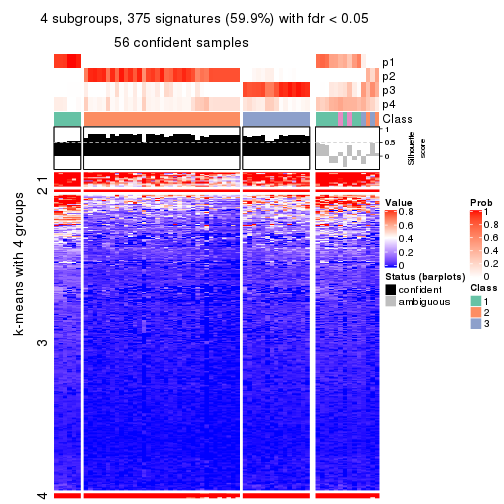 4 subgroups, 375 signatures (59.9%) with fdr < 0.05
56 confident samples
p1
p2
p3
p4
Class
1
0.5
0
Silhouette
score
k-means with 4 groups
1
2
3
4
Value
0.8
0.6
0.4
0.2
0
Status (barplots)
confident
ambiguous
Prob
1
0.8
0.6
0.4
0.2
0
Class
1
2
3